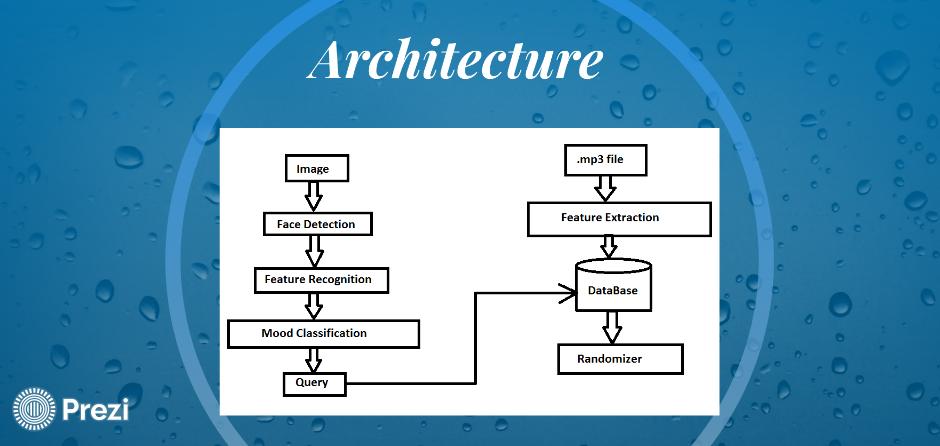 Architecture
Image
Face Detection
Feature Recognition
Mood Classification
Query
.mp3 file
Feature Extraction
DataBase
Randomizer
Prezi